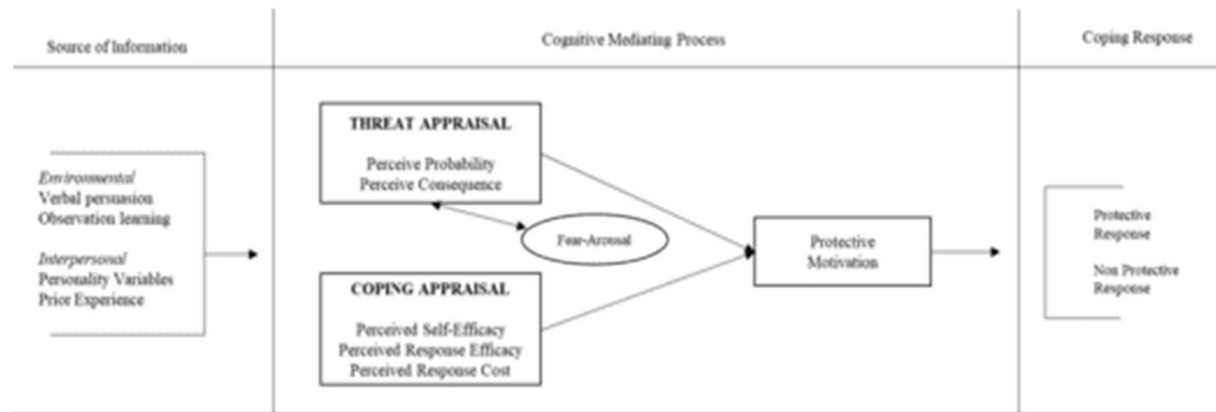 Source of Information
Cognitive Mediating Process
Coping Response
Environmental
Verbal persuasion
Observation learning
Interpersonal
Personality Variables
Prior Experience
THREAT APPRAISAL
Perceive Probability
Perceive Consequence
Fear-Arousal
COPING APPRAISAL
Perceived Self-Efficacy
Perceived Response Efficacy
Perceived Response Cost
Protective
Motivation
Protective
Response
Non Protective
Response